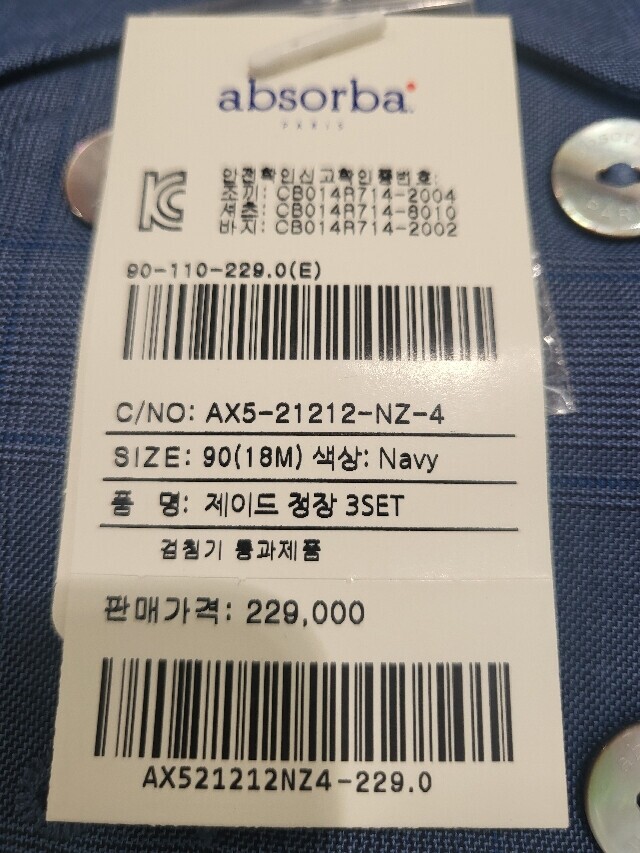 absorba
PARIS
안전확인신고확인증번호:
조끼: CB014R714-2004
셔츠: CB014R714-8010
바지: CB014R714-2002
90-110-229.0(E)
C/NO: AX5-21212-NZ-4
SIZE: 90(18M) 색상: Navy
품 명: 제이드 정장 3SET
검침기 통과제품
판매가격: 229,000
AX521212NZ4-229.0